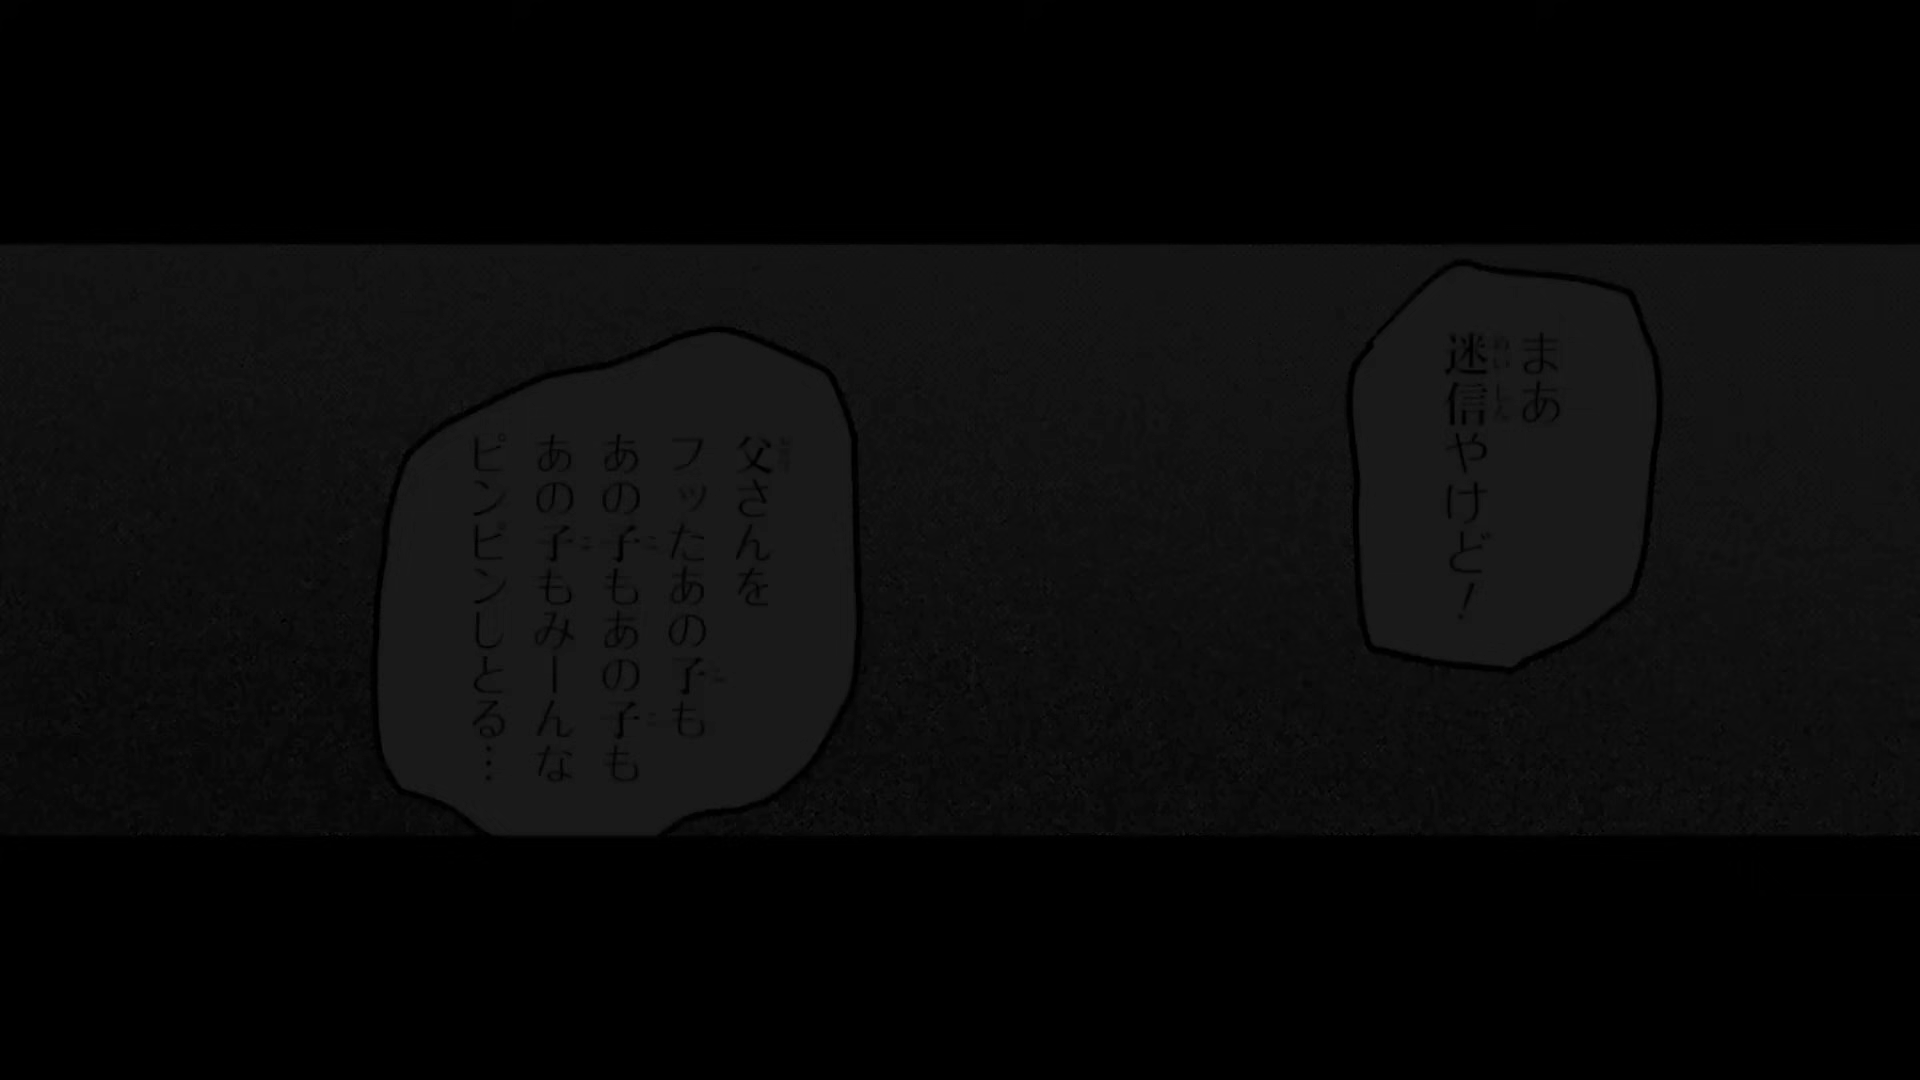 まあ
迷信やけど！
父さんを
フッたあの子も
あの子もあの子も
あの子もみーんな
ピンピンしとる…